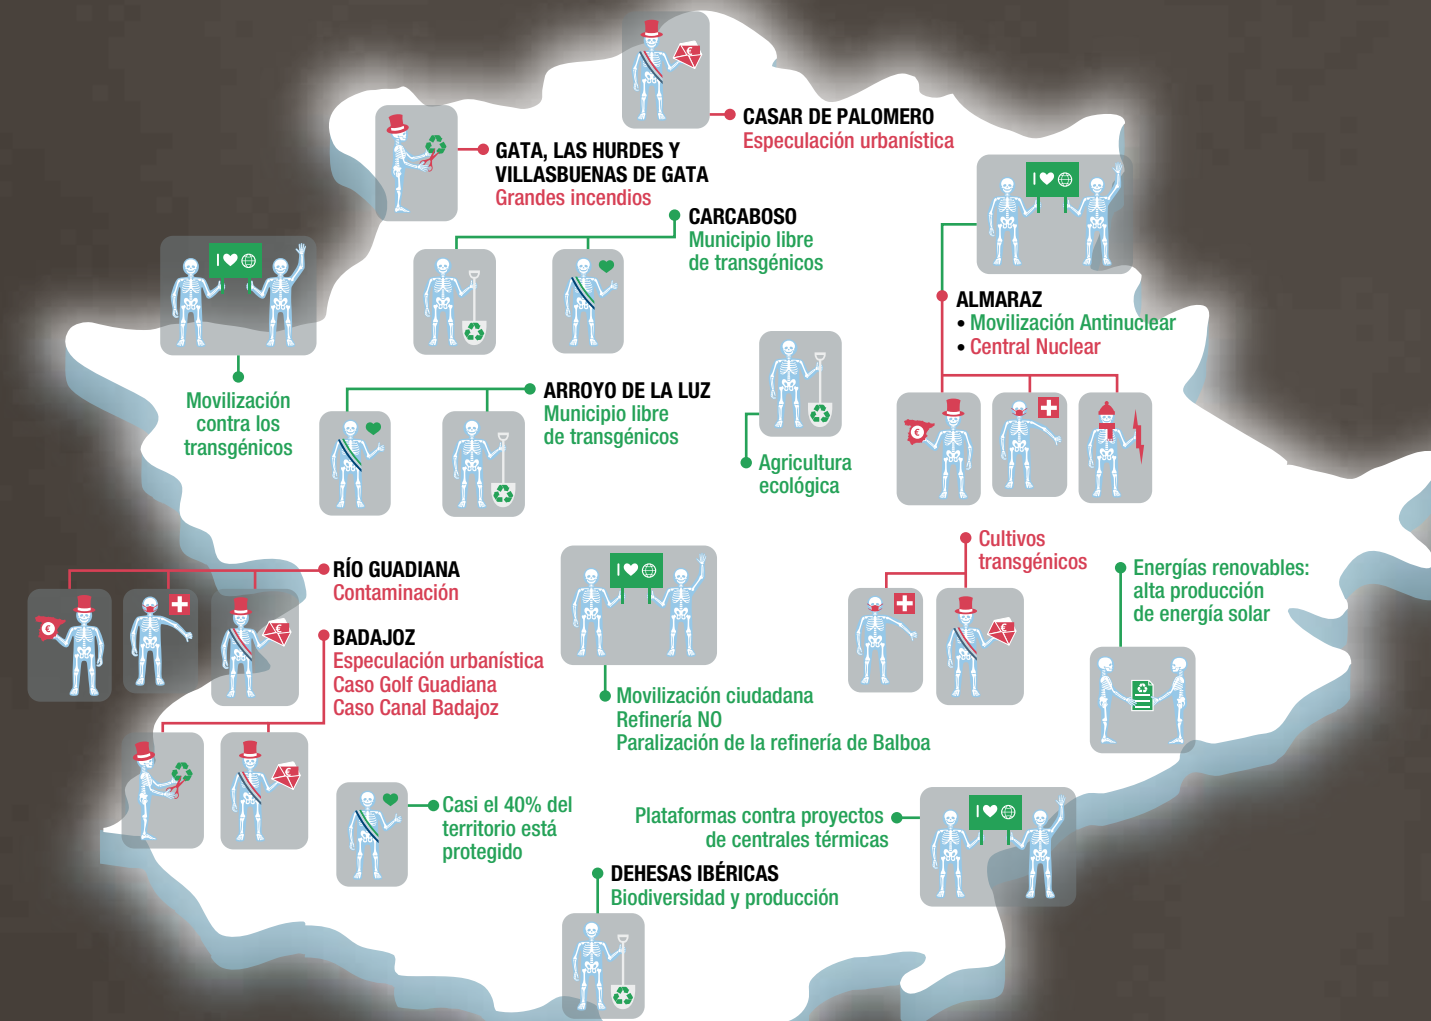 CASAR DE PALOMERO
Especulación urbanística
GATA, LAS HURDES Y
VILLASBUENAS DE GATA
Grandes incendios
CARCABOSO
Municipio libre
de transgénicos
I
I
ALMARAZ
• Movilización Antinuclear
• Central Nuclear
Movilización
contra los
transgénicos
ARROYO DE LA LUZ
Municipio libre
de transgénicos
Agricultura
ecológica
€
€
RÍO GUADIANA
Contaminación
€
€
BADAJOZ
Especulación urbanística
Caso Golf Guadiana
Caso Canal Badajoz
€
I
Movilización ciudadana
Refinería NO
Paralización de la refinería de Balboa
Cultivos
transgénicos
€
Energías renovables:
alta producción
de energía solar
Casi el 40% del
territorio está
protegido
Plataformas contra proyectos
de centrales térmicas
I
DEHESAS IBÉRICAS
Biodiversidad y producción